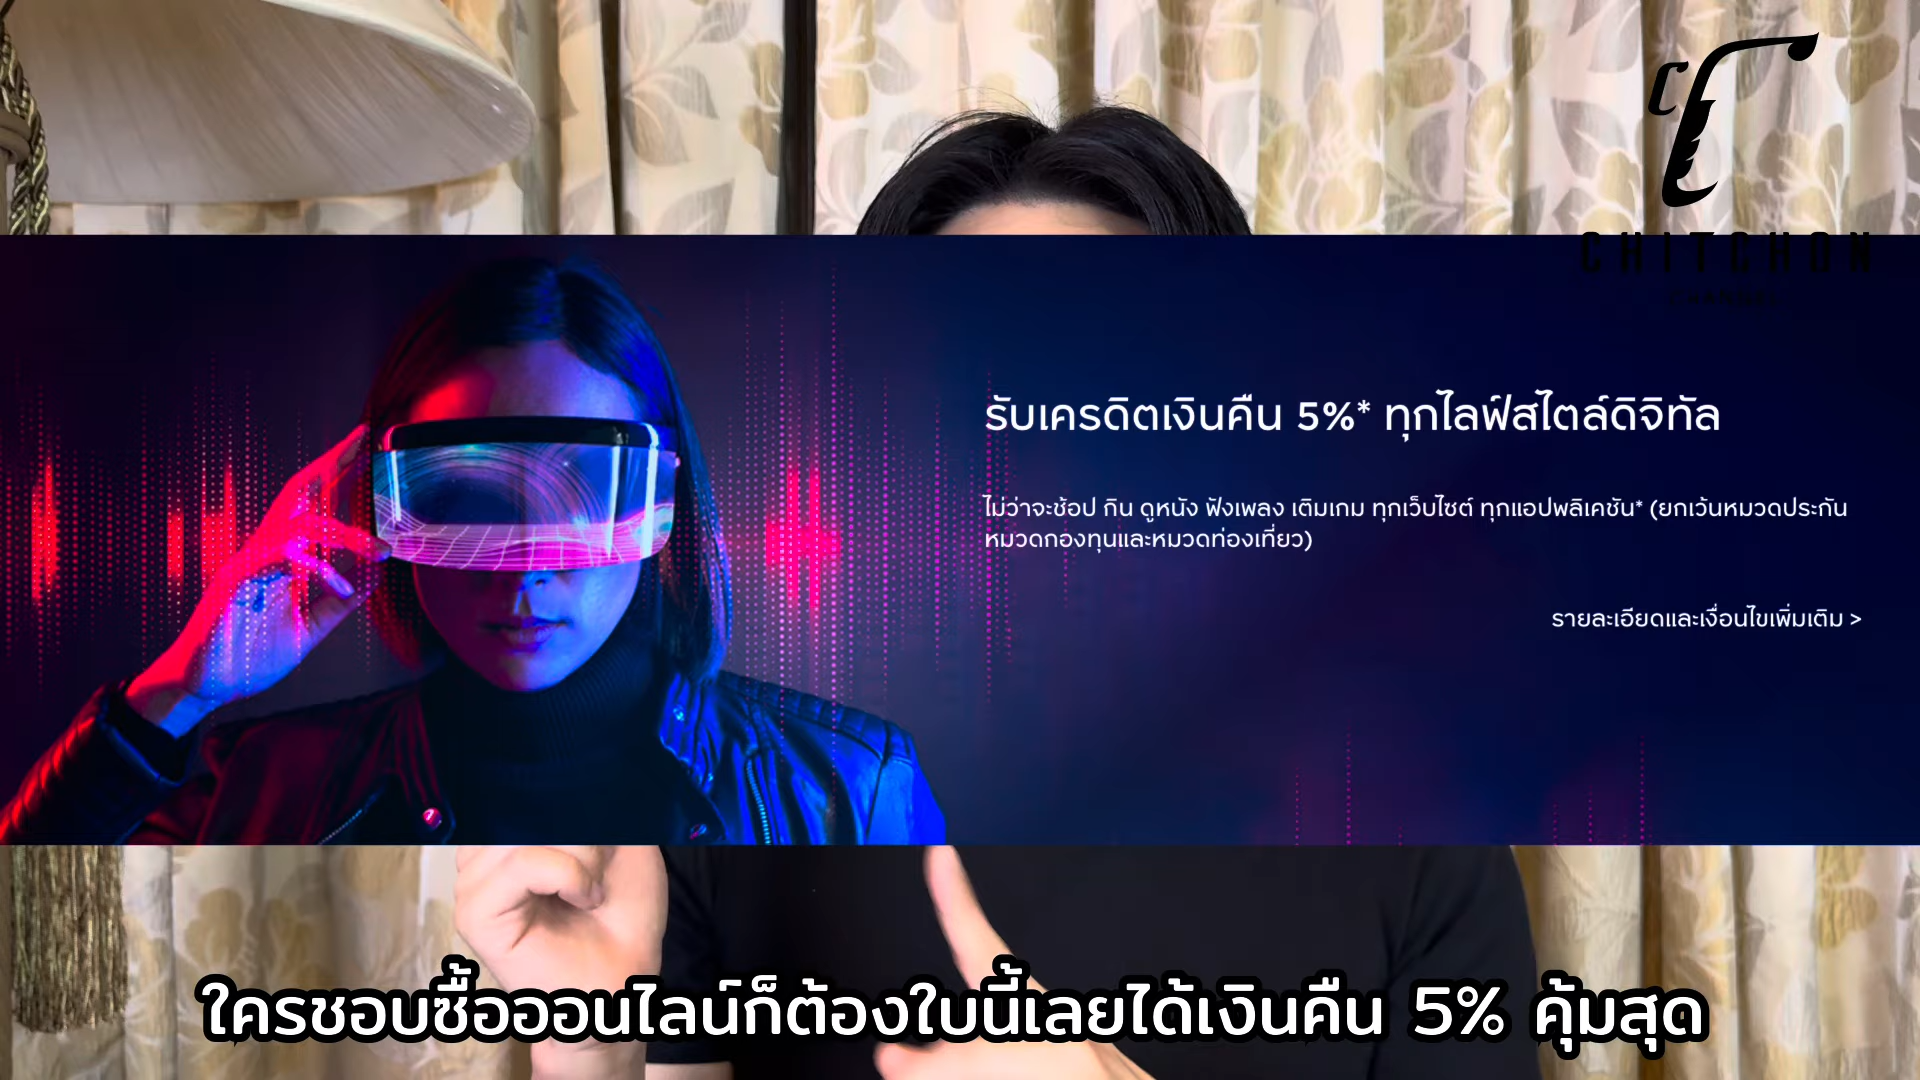 CHITCHON
CHANNEL
รับเครดิตเงินคืน 5%* ทุกไลฟ์สไตล์ดิจิทัล
ไม่ว่าจะช้อป กิน ดูหนัง ฟังเพลง เติมเกม ทุกเว็บไซต์ ทุกแอปพลิเคชัน* (ยกเว้นหมวดประกัน
หมวดกองทุนและหมวดท่องเที่ยว)
รายละเอียดและเงื่อนไขเพิ่มเติม >
ใครชอบซื้อออนไลน์ก็ต้องใบนี้เลยได้เงินคืน 5% คุ้มสุด